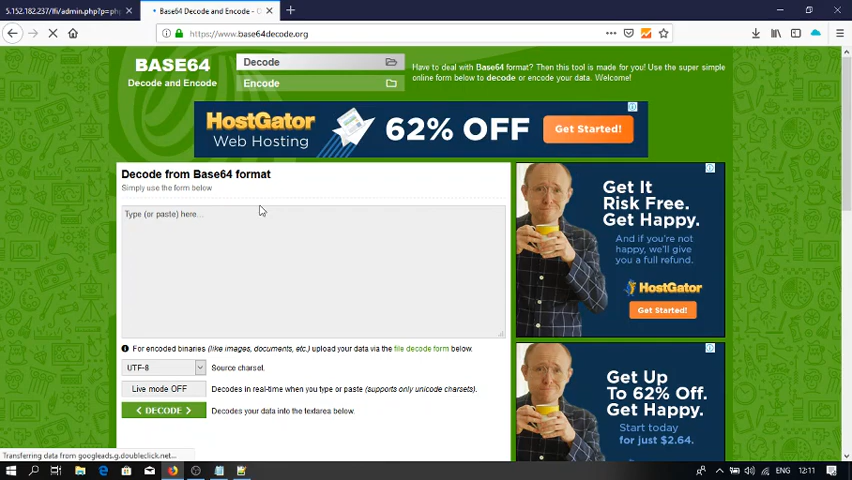 5.152.182.237/lfi/admin.php?p=ph
Base64 Decode and Encode - O
https://www.base64decode.org
BASE64
Decode and Encode
Decode
Encode
Have to deal with Base64 format? Then this tool is made for you! Use the super simple
online form below to decode or encode your data. Welcome!
HostGator
Web Hosting
62% OFF
Get Started!
Decode from Base64 format
Simply use the form below
Type (or paste) here...
For encoded binaries (like images, documents, etc.) upload your data via the file decode form below.
UTF-8
Source charset.
Live mode OFF
Decodes in real-time when you type or paste (supports only unicode charsets).
< DECODE >
Decodes your data into the textarea below.
Get It
Risk Free.
Get Happy.
And if you're not
happy, we'll give
you a full refund.
HostGator
Get Started!
Get Up
To 62% Off.
Get Happy.
Start today
for just $2.64.
Transferring data from googleads.g.doubleclick.net...
ENG
12:11